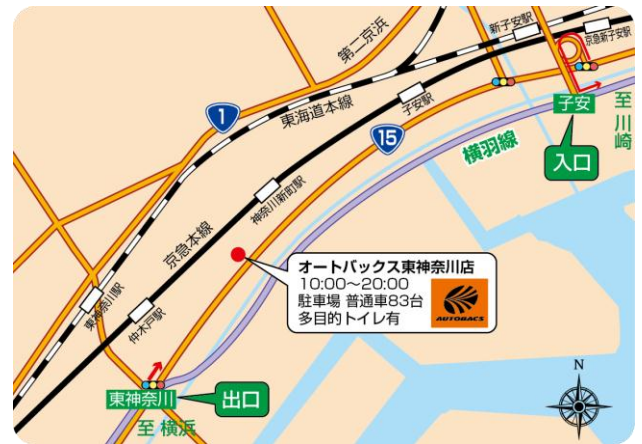 第二京浜
新子安駅
京急新子安駅
1
東海道本線
子安駅
15
横羽線
子安
入口
至川崎
神奈川新町駅
京急本線
オートバックス東神奈川店
10:00〜20:00
駐車場 普通車83台
多目的トイレ有
AUTOBACS
東神奈川駅
仲木戸駅
東神奈川
出口
至 横浜
N